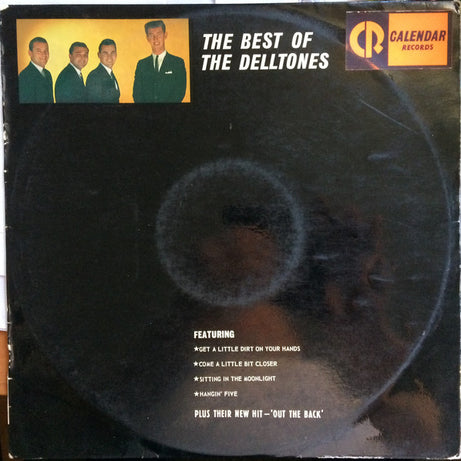 THE BEST OF
THE DELLTONES
CR
CALENDAR
RECORDS
FEATURING
★GET A LITTLE DIRT ON YOUR HANDS
★COME A LITTLE BIT CLOSER
★SITTING IN THE MOONLIGHT
★HANGIN' FIVE
PLUS THEIR NEW HIT—'OUT THE BACK'